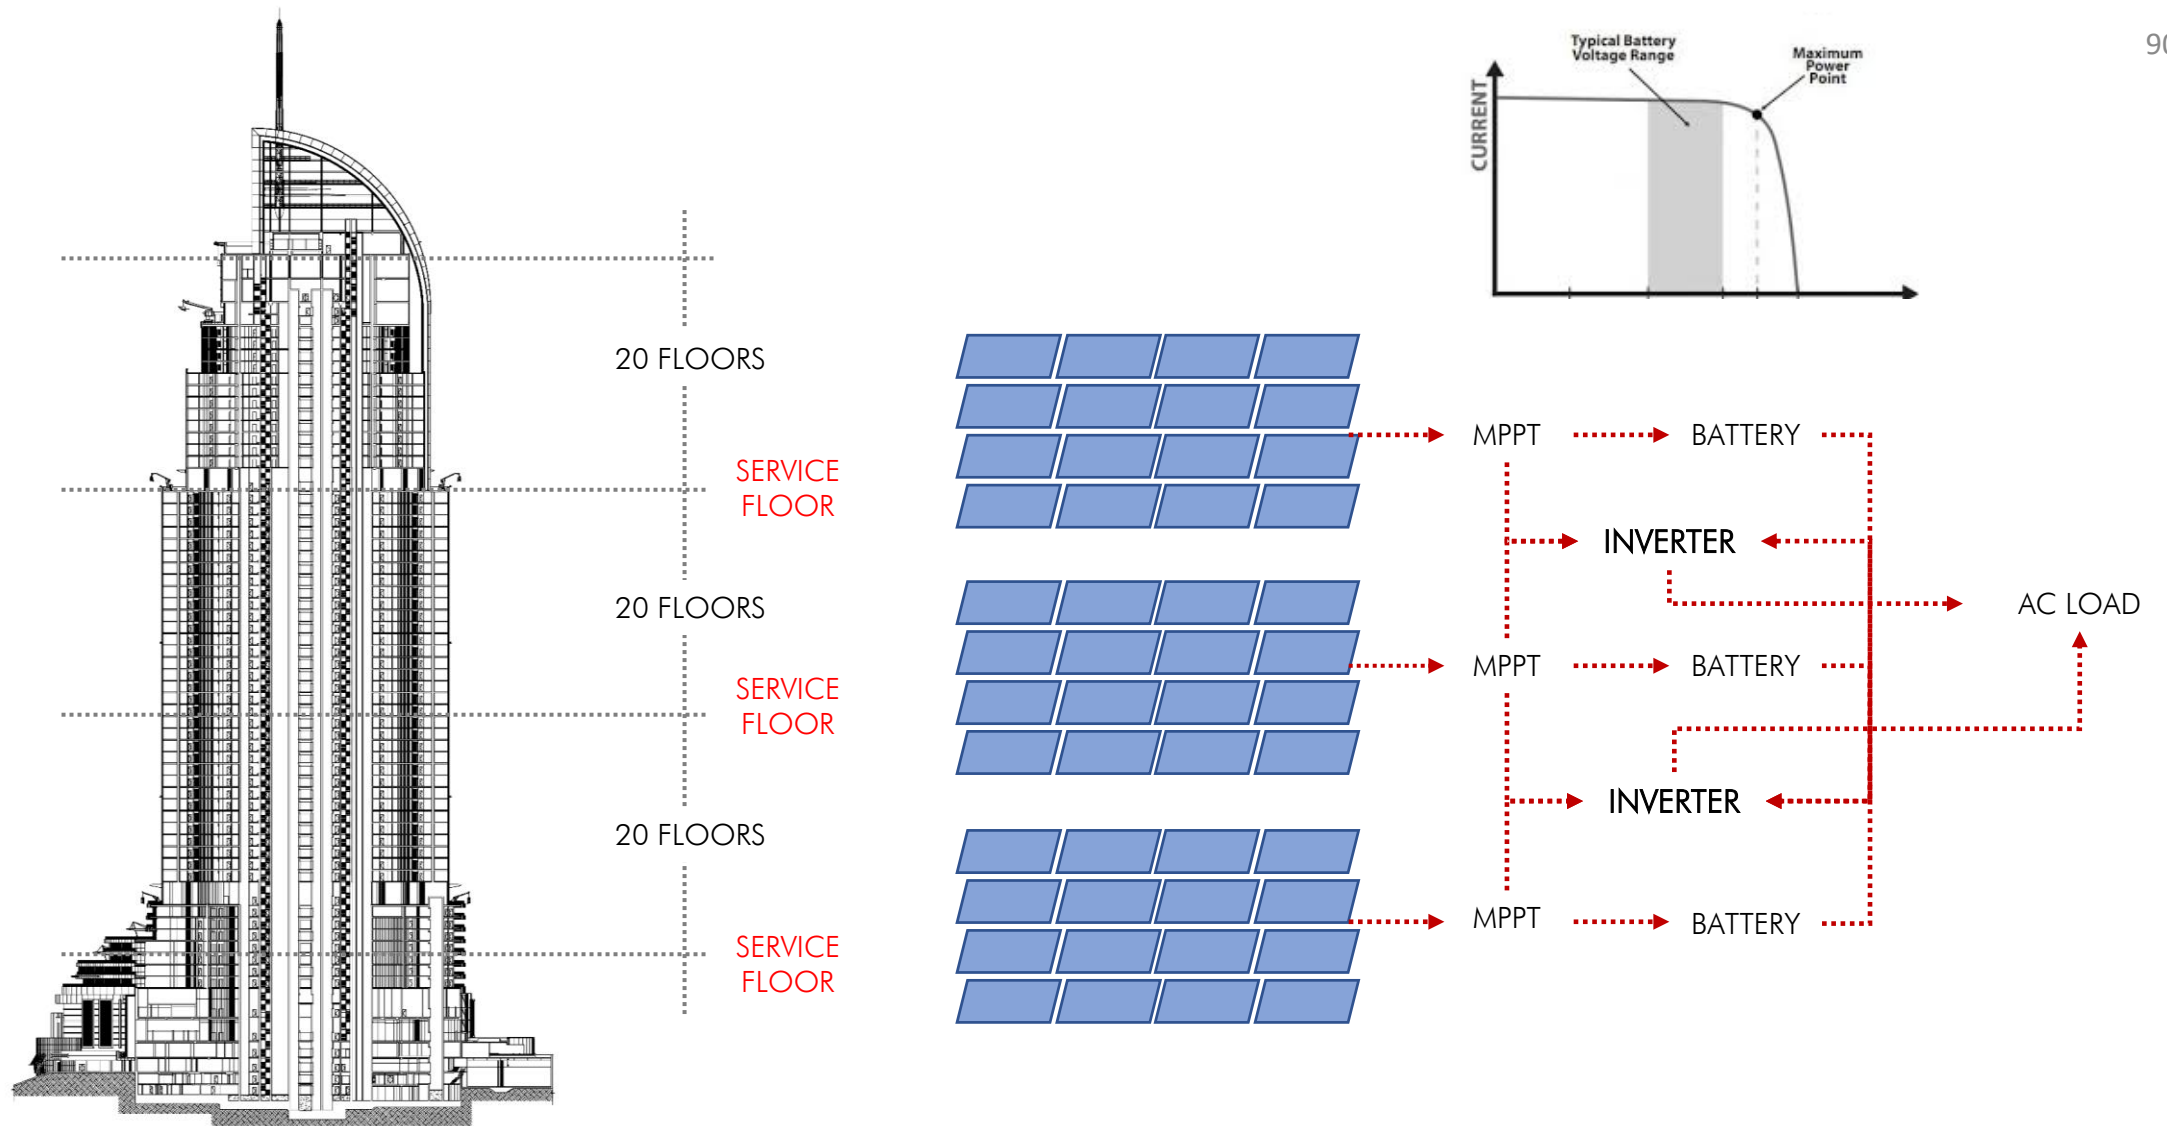 90
Typical Battery
Voltage Range
Maximum
Power
Point
CURRENT
20 FLOORS
SERVICE
FLOOR
20 FLOORS
SERVICE
FLOOR
20 FLOORS
SERVICE
FLOOR
MPPT
BATTERY
INVERTER
AC LOAD
MPPT
BATTERY
INVERTER
MPPT
BATTERY